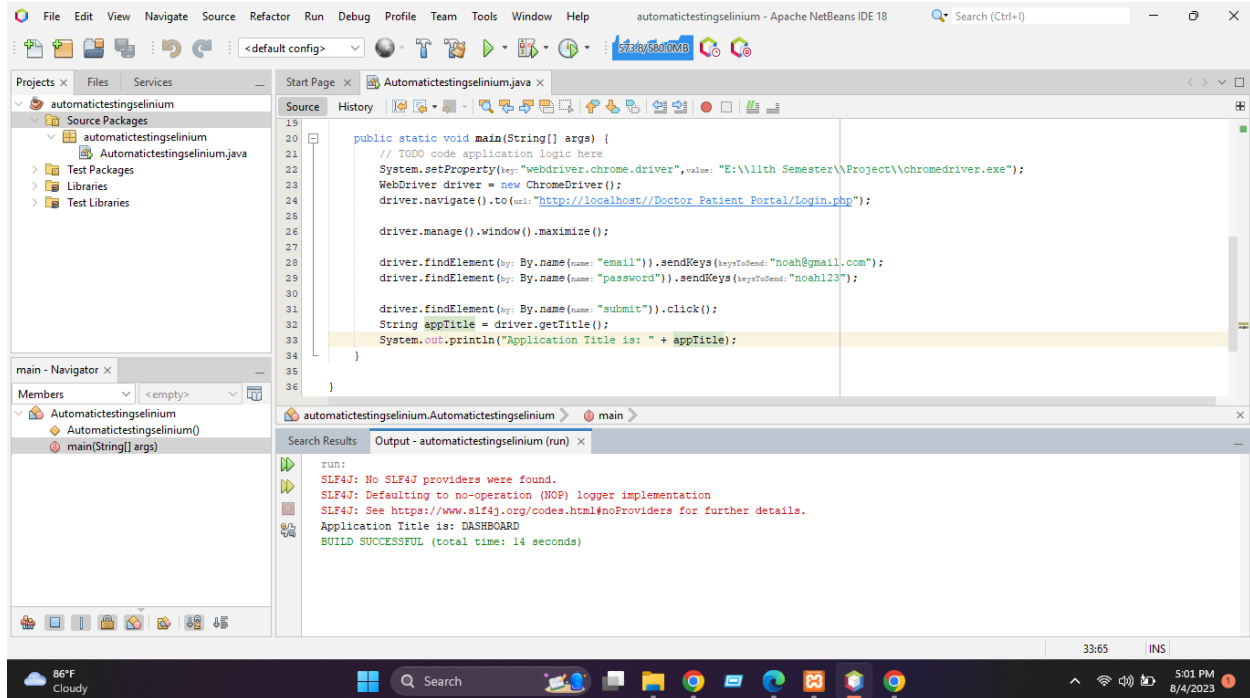 File Edit View Navigate Source Refactor Run Debug Profile Team Tools Window Help automatictestingselinium - Apache NetBeans IDE 18 Search (Ctrl+I)
<default config> 573.8/580.0MB
Projects Files Services
automatictestingselinium
Source Packages
automatictestingselinium
Automatictestingselinium.java
Test Packages
Libraries
Test Libraries
Start Page Automatictestingselinium.java
Source History
19
20 public static void main(String[] args) {
21 // TODO code application logic here
22 System.setProperty(key: "webdriver.chrome.driver",value: "E:\\11th Semester\\Project\\chromedriver.exe");
23 WebDriver driver = new ChromeDriver();
24 driver.navigate().to(url: "http://localhost//Doctor Patient Portal/Login.php");
25
26 driver.manage().window().maximize();
27
28 driver.findElement(by: By.name(name: "email")).sendKeys(keysToSend: "noah@gmail.com");
29 driver.findElement(by: By.name(name: "password")).sendKeys(keysToSend: "noah123");
30
31 driver.findElement(by: By.name(name: "submit")).click();
32 String appTitle = driver.getTitle();
33 System.out.println("Application Title is: " + appTitle);
34 }
35
36 }
automatictestingselinium.Automatictestingselinium main
main - Navigator
Members <empty>
Automatictestingselinium
Automatictestingselinium()
main(String[] args)
Search Results Output - automatictestingselinium (run)
run:
SLF4J: No SLF4J providers were found.
SLF4J: Defaulting to no-operation (NOP) logger implementation
SLF4J: See https://www.slf4j.org/codes.html#noProviders for further details.
Application Title is: DASHBOARD
BUILD SUCCESSFUL (total time: 14 seconds)
33:65 INS
86°F
Cloudy
Search
5:01 PM
8/4/2023
1